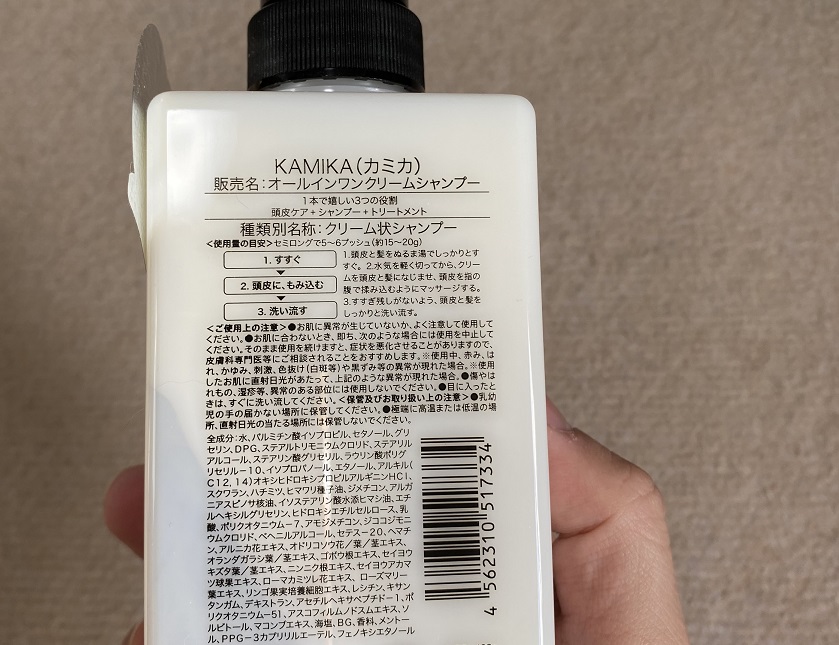 KAMIKA(カミカ)
販売名:オールインワンクリームシャンプー
1本で嬉しい3つの役割
頭皮ケア+シャンプー+トリートメント
種類別名称:クリーム状シャンプー
<使用量の目安>セミロングで5~6プッシュ(約15~20g)
1. すすぐ
2. 頭皮に、もみ込む
3. 洗い流す
1.頭皮と髪をぬるま湯でしっかりとす
すぐ。2.水気を軽く切ってから、クリー
ムを頭皮と髪になじませ、頭皮を指の
腹で揉み込むようにマッサージする。
3.すすぎ残しがないよう、頭皮と髪を
しっかりと洗い流す。
<ご使用上の注意>●お肌に異常が生じていないか、よく注意して使用して
ください。●お肌に合わないとき、即ち、次のような場合には使用を中止して
ください。そのまま使用を続けますと、症状を悪化させることがありますので、
皮膚科専門医等にご相談されることをおすすめします。※使用中、赤み、は
れ、かゆみ、刺激、色抜け(白斑等)や黒ずみ等の異常が現れた場合。※使用
したお肌に直射日光があたって、上記のような異常が現れた場合。●傷やは
れもの、湿疹等、異常のある部位には使用しないでください。●目に入ったと
きは、すぐに洗い流してください。<保管及びお取り扱い上の注意>●乳幼
児の手の届かない場所に保管してください。●極端に高温または低温の場
所、直射日光の当たる場所には保管しないでください。
全成分:水、パルミチン酸イソプロピル、セタノール、グリ
セリン、DPG、ステアルトリモニウムクロリド、ステアリル
アルコール、ステアリン酸グリセリル、ラウリン酸ポリグ
リセリル-10、イソプロパノール、エタノール、アルキル(
C12,14)オキシヒドロキシプロピルアルギニンHCl、
スクワラン、ハチミツ、ヒマワリ種子油、ジメチコン、アルガ
ニアスピノサ核油、イソステアリン酸水添ヒマシ油、エチ
ルヘキシルグリセリン、ヒドロキシエチルセルロース、乳
酸、ポリクオタニウム-7、アモジメチコン、ジココジモニ
ウムクロリド、ベヘニルアルコール、セテス-20、ヘマチ
ン、アルニカ花エキス、オドリコソウ花/葉/茎エキス、
オランダガラシ葉/茎エキス、ゴボウ根エキス、セイヨウ
キズタ葉/茎エキス、ニンニク根エキス、セイヨウアカマ
ツ球果エキス、ローマカミツレ花エキス、ローズマリー
葉エキス、リンゴ果実培養細胞エキス、レシチン、キサン
タンガム、デキストラン、アセチルヘキサペプチド-1、ポ
リクオタニウム-51、アスコフィルムノドスムエキス、ソ
ルビトール、マコンブエキス、海塩、BG、香料、メントー
ル、PPG-3カプリリルエーテル、フェノキシエタノール
4 562310 517334